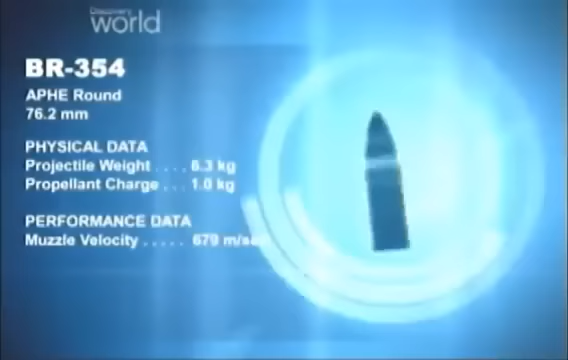 Discovery
world
BR-354
APHE Round
76.2 mm
PHYSICAL DATA
Projectile Weight .... 6.3 kg
Propellant Charge ... 1.0 kg
PERFORMANCE DATA
Muzzle Velocity ..... 679 m/sec